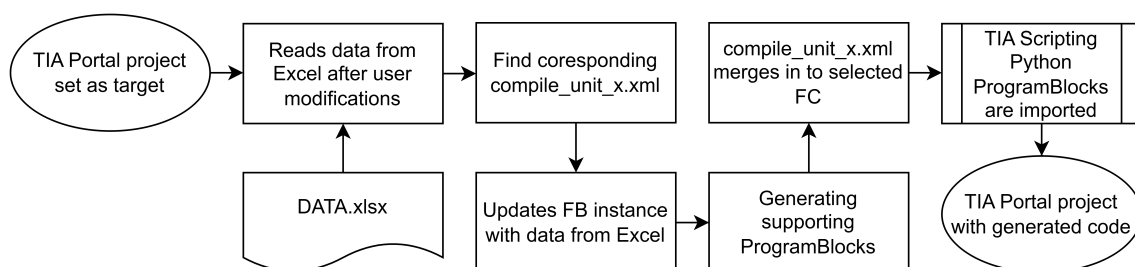 TIA Portal project
set as target
Reads data from
Excel after user
modifications
DATA.xlsx
Find coresponding
compile_unit_x.xml
Updates FB instance
with data from Excel
Generating
supporting
ProgramBlocks
compile_unit_x.xml
merges in to selected
FC
TIA Scripting
Python
ProgramBlocks
are imported
TIA Portal project
with generated code